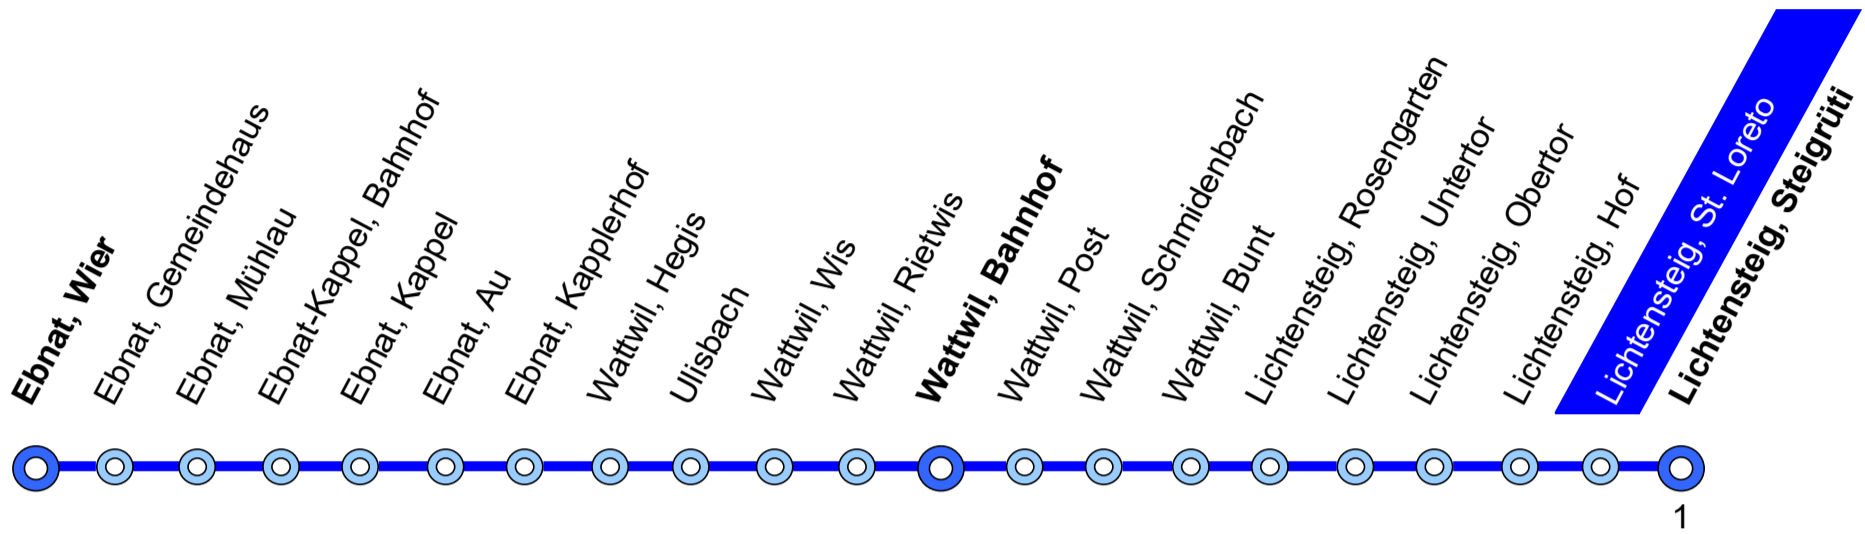 Ebnat, Wier
Ebnat, Gemeindehaus
Ebnat, Mühlau
Ebnat-Kappel, Bahnhof
Ebnat, Kappel
Ebnat, Au
Ebnat, Kapplerhof
Wattwil, Hegis
Ulisbach
Wattwil, Wis
Wattwil, Rietwis
Wattwil, Bahnhof
Wattwil, Post
Wattwil, Schmidenbach
Wattwil, Bunt
Lichtensteig, Rosengarten
Lichtensteig, Untertor
Lichtensteig, Obertor
Lichtensteig, Hof
Lichtensteig, St. Loreto
Lichtensteig, Steigrüti
1